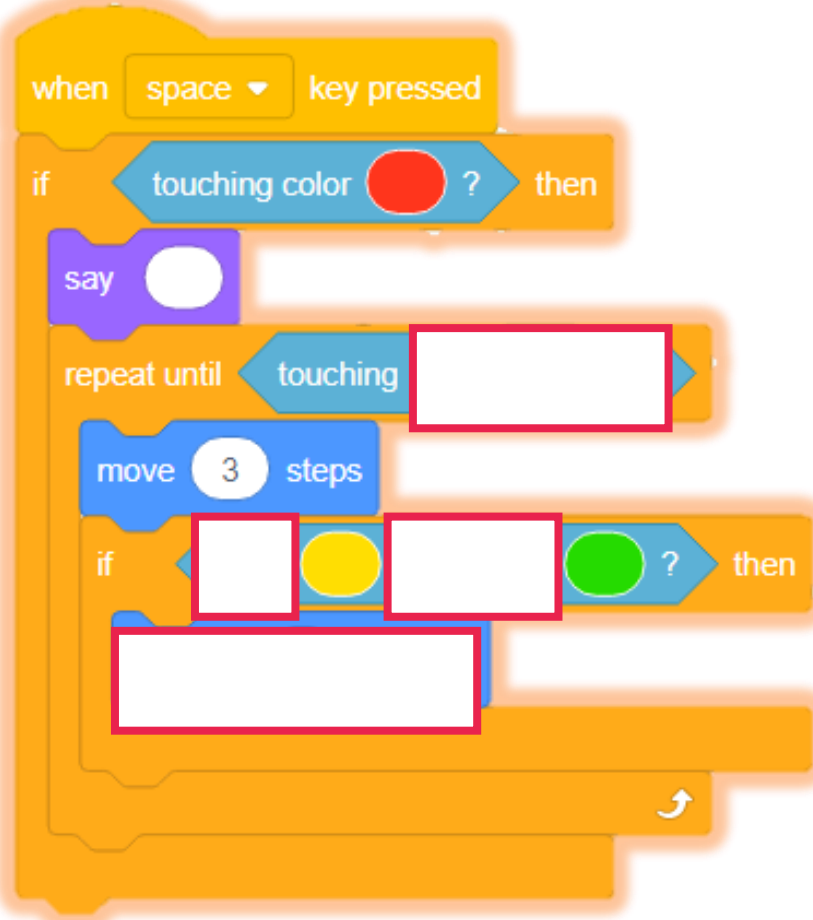 when space key pressed
if touching color ? then
say
repeat until touching
move 3 steps
if ? then